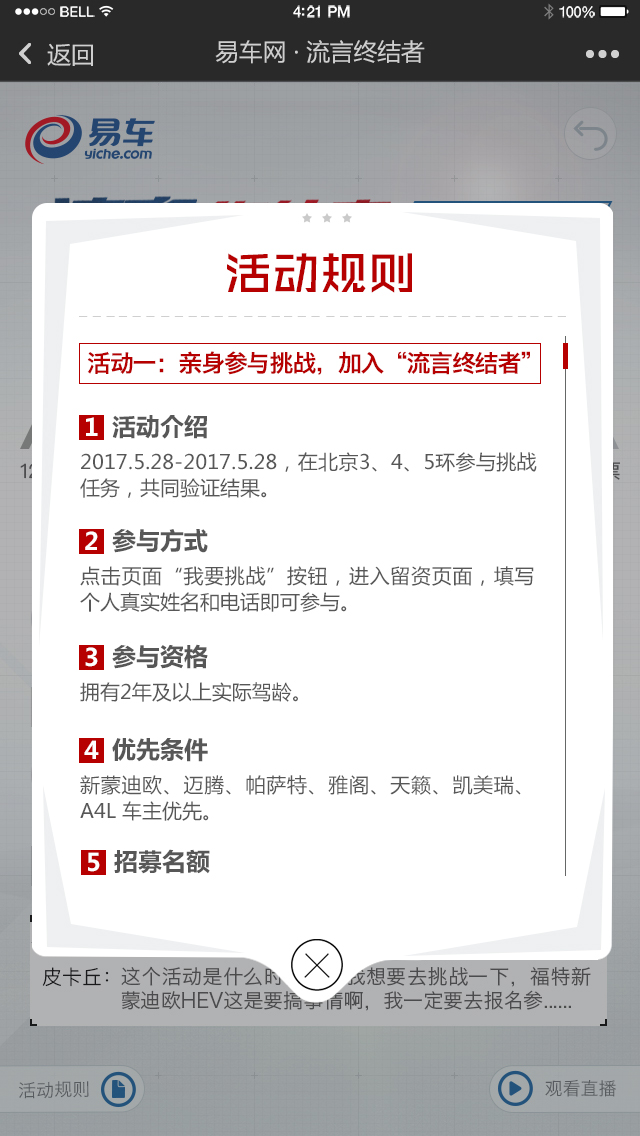 BELL
4:21 PM
100%
返回
易车网 · 流言终结者
易车
yiche.com
活动规则
活动一：亲身参与挑战，加入“流言终结者”
1 活动介绍
2017.5.28-2017.5.28，在北京3、4、5环参与挑战
任务，共同验证结果。
2 参与方式
点击页面“我要挑战”按钮，进入留资页面，填写
个人真实姓名和电话即可参与。
3 参与资格
拥有2年及以上实际驾龄。
4 优先条件
新蒙迪欧、迈腾、帕萨特、雅阁、天籁、凯美瑞、
A4L 车主优先。
5 招募名额
皮卡丘：这个活动是什么时 我想要去挑战一下，福特新
蒙迪欧HEV这是要搞事情啊，我一定要去报名参......
活动规则
观看直播